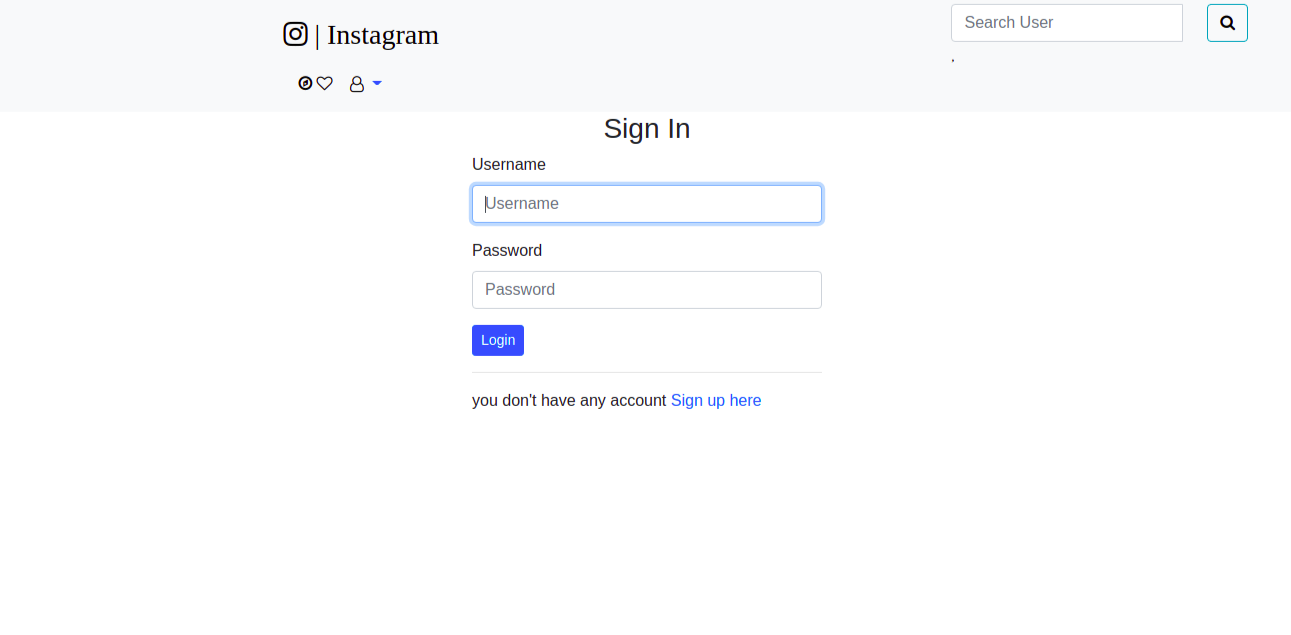 | Instagram
Search User
Sign In
Username
Username
Password
Password
Login
you don't have any account Sign up here